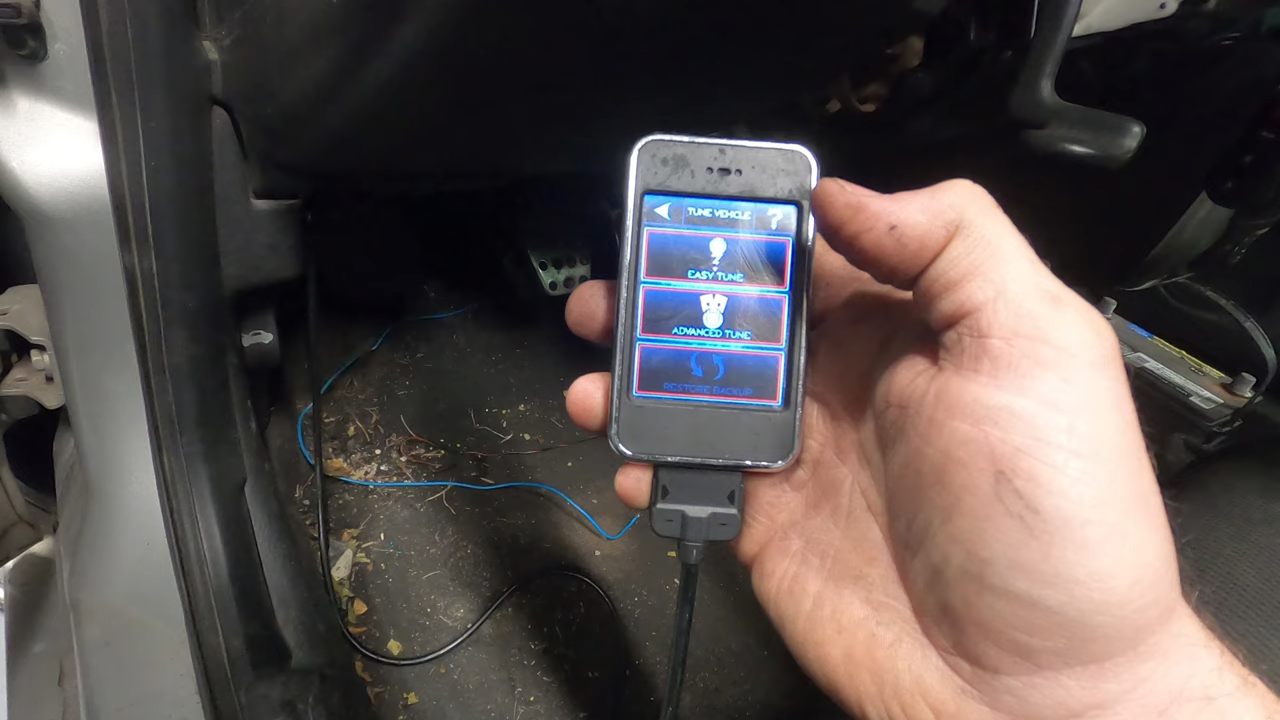 TUNE VEHICLE ?
EASY TUNE
ADVANCED TUNE
RESTORE BACKUP